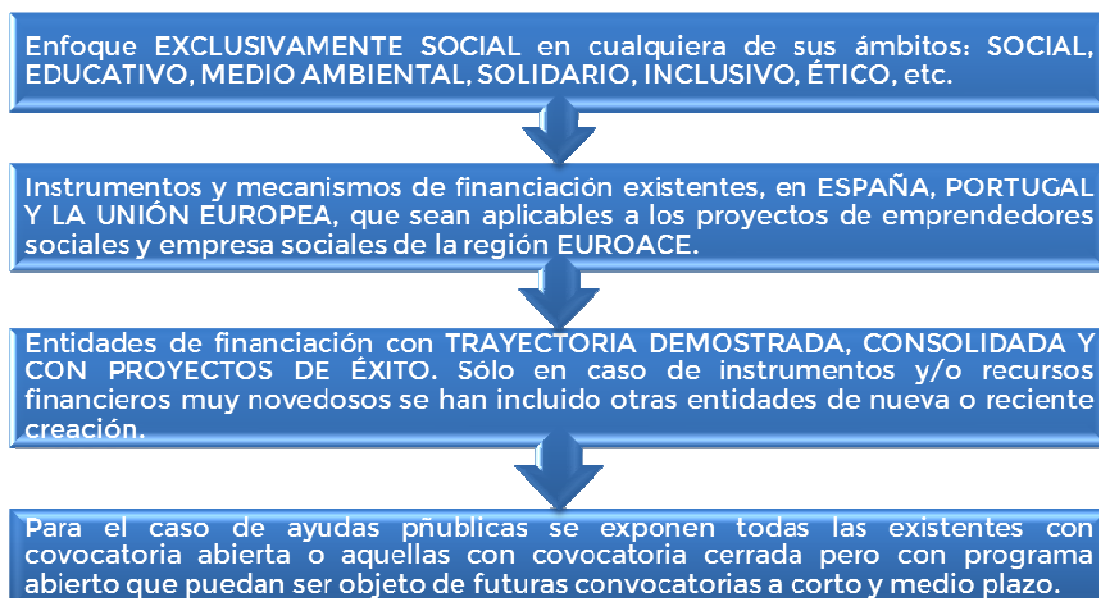 Enfoque EXCLUSIVAMENTE SOCIAL en cualquiera de sus ámbitos: SOCIAL,
EDUCATIVO, MEDIO AMBIENTAL, SOLIDARIO, INCLUSIVO, ÉTICO, etc.
Instrumentos y mecanismos de financiación existentes, en ESPAÑA, PORTUGAL
Y LA UNIÓN EUROPEA, que sean aplicables a los proyectos de emprendedores
sociales y empresa sociales de la región EUROACE.
Entidades de financiación con TRAYECTORIA DEMOSTRADA, CONSOLIDADA Y
CON PROYECTOS DE ÉXITO. Sólo en caso de instrumentos y/o recursos
financieros muy novedosos se han incluido otras entidades de nueva o reciente
creación.
Para el caso de ayudas pñublicas se exponen todas las existentes con
covocatoria abierta o aquellas con covocatoria cerrada pero con programa
abierto que puedan ser objeto de futuras convocatorias a corto y medio plazo.